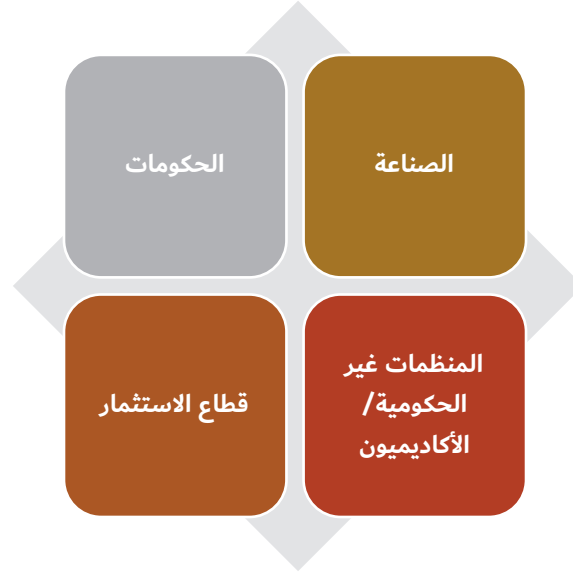 الصناعة
الحكومات
المنظمات غير
الحكومية/
الأكاديميون
قطاع الاستثمار